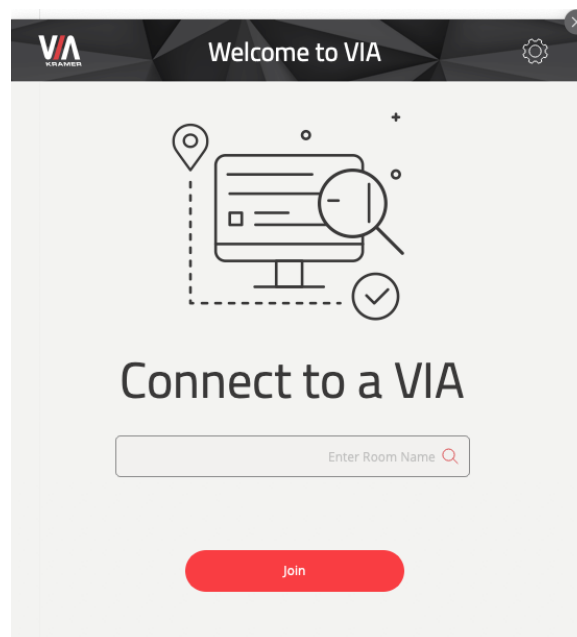 VIA
KRAMER
Welcome to VIA
Connect to a VIA
Enter Room Name
Join